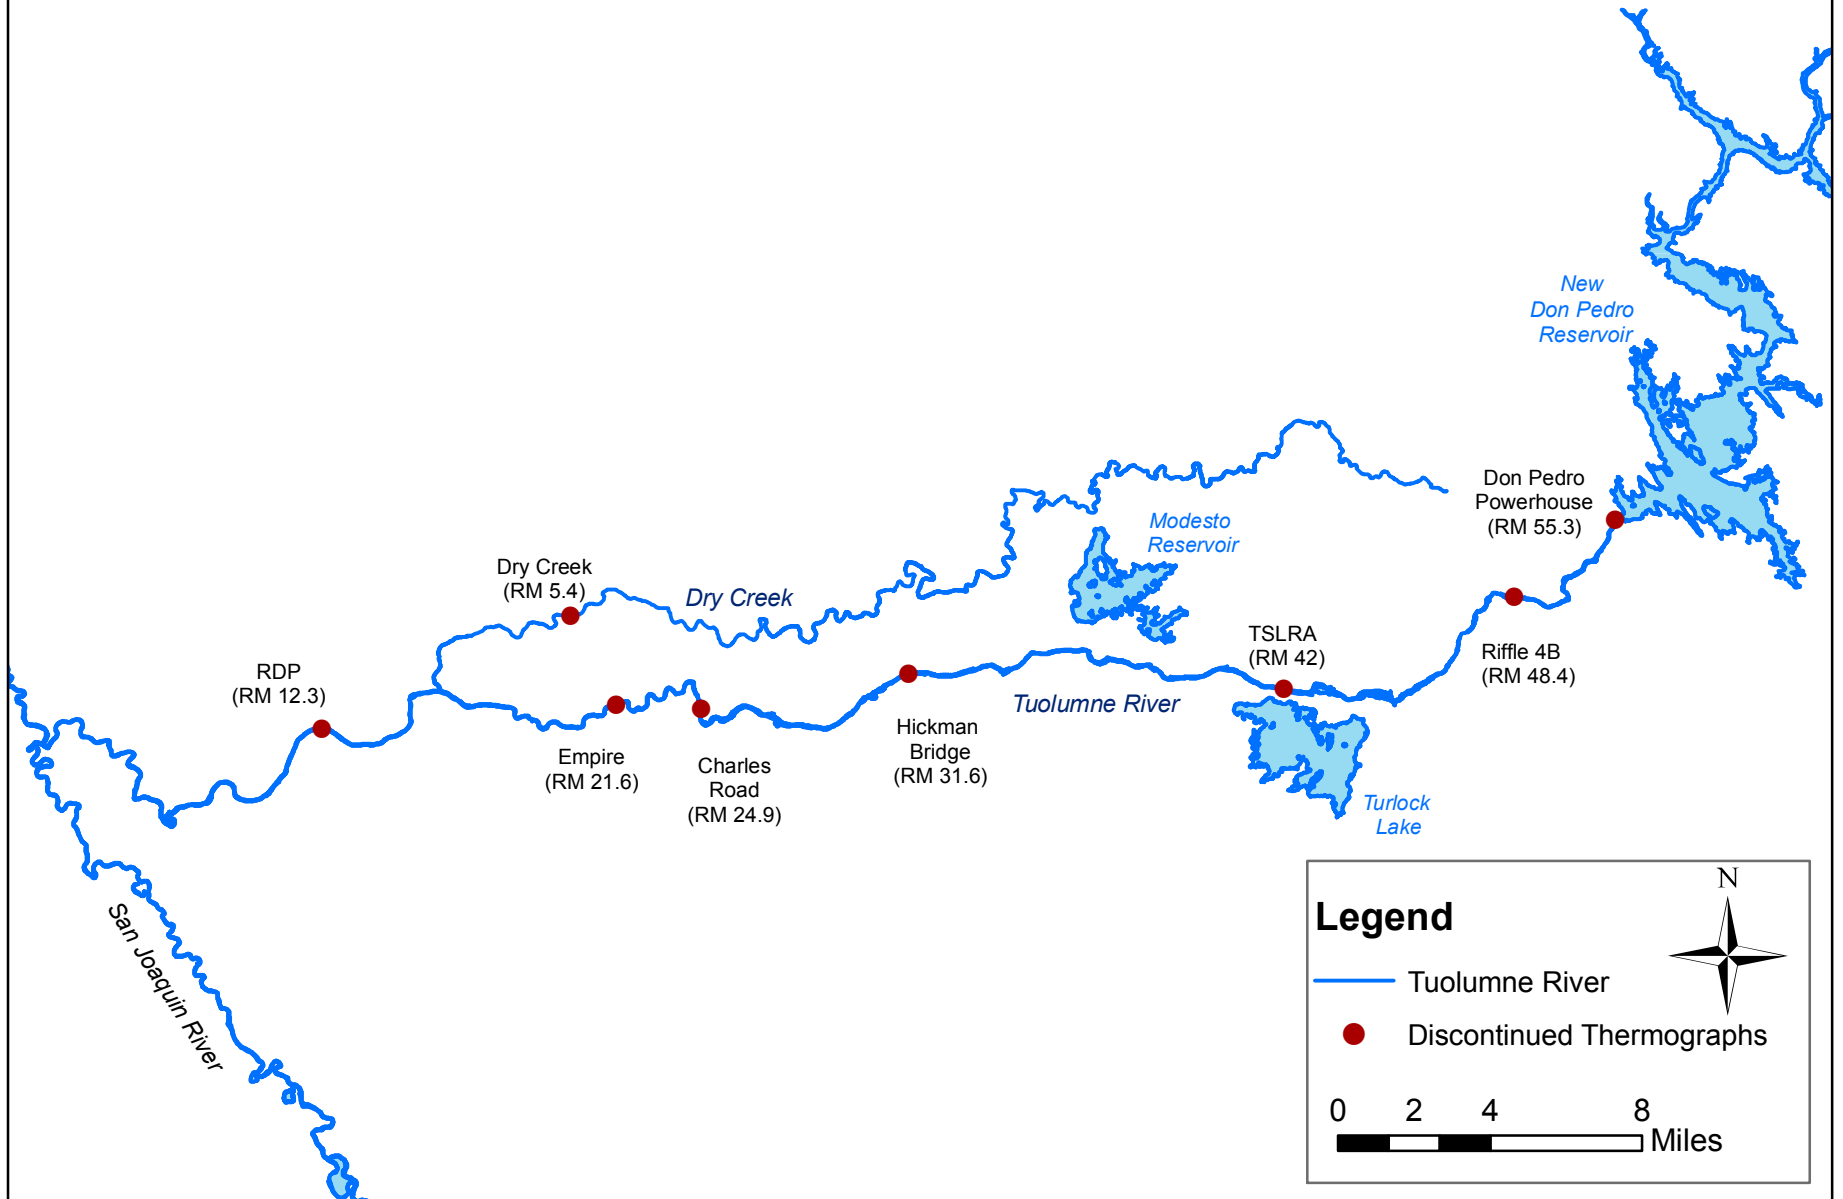 New
Don Pedro
Reservoir
Don Pedro
Powerhouse
(RM 55.3)
Modesto
Reservoir
Dry Creek
(RM 5.4)
Dry Creek
TSLRA
(RM 42)
Riffle 4B
(RM 48.4)
RDP
(RM 12.3)
Tuolumne River
Hickman
Bridge
(RM 31.6)
Empire
(RM 21.6)
Charles
Road
(RM 24.9)
Turlock
Lake
San Joaquin River
N
Legend
Tuolumne River
Discontinued Thermographs
0 2 4 8
Miles